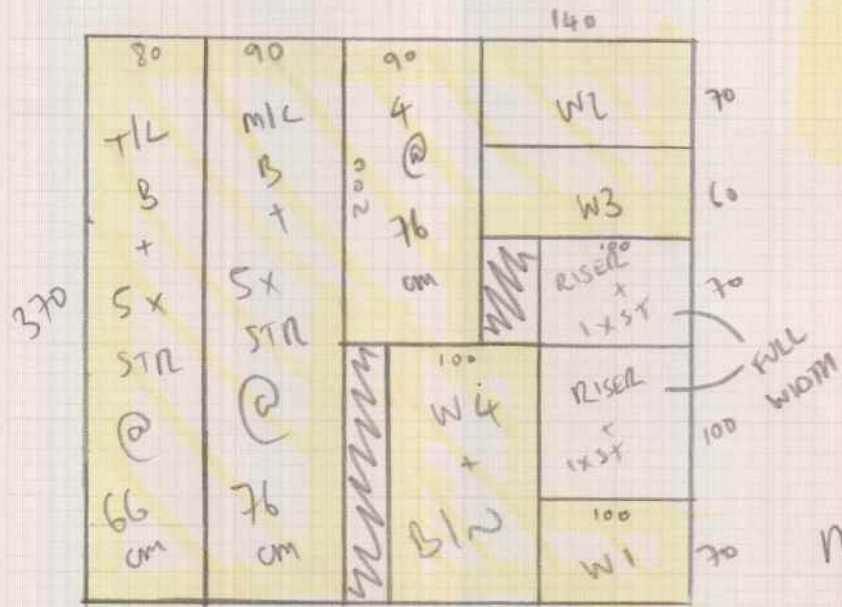 140
80
90
90
T/L
B
+
5x
STR
@
66
cm
M/L
B
+
5x
STR
@
76
cm
4
@
76
cm
200
W2
70
W3
60
RISER
+
1xST
70
RISER
+
1xST
100
FULL
WIDTH
100
W4
+
B/N
100
W1
70
370